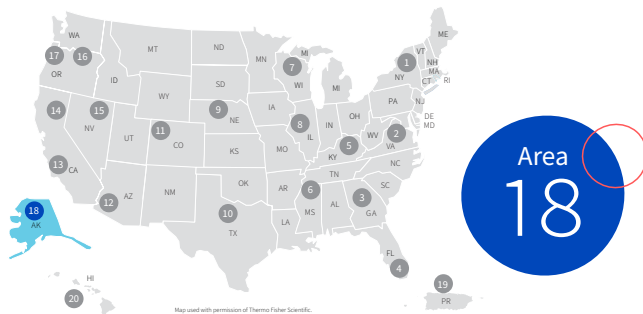 WA
MT
ND
MN
MI
ME
VT
NH
MA
RI
CT
NY
1
17
16
OR
ID
SD
7
WI
MI
WY
14
15
NV
UT
11
CO
9
NE
IA
8
IL
IN
OH
PA
NJ
DE
MD
2
VA
WV
5
KY
KS
MO
13
CA
12
AZ
NM
OK
AR
6
MS
TN
NC
SC
AL
3
GA
10
TX
LA
FL
4
18
AK
HI
20
19
PR
Area
18
Map used with permission of Thermo Fisher Scientific.